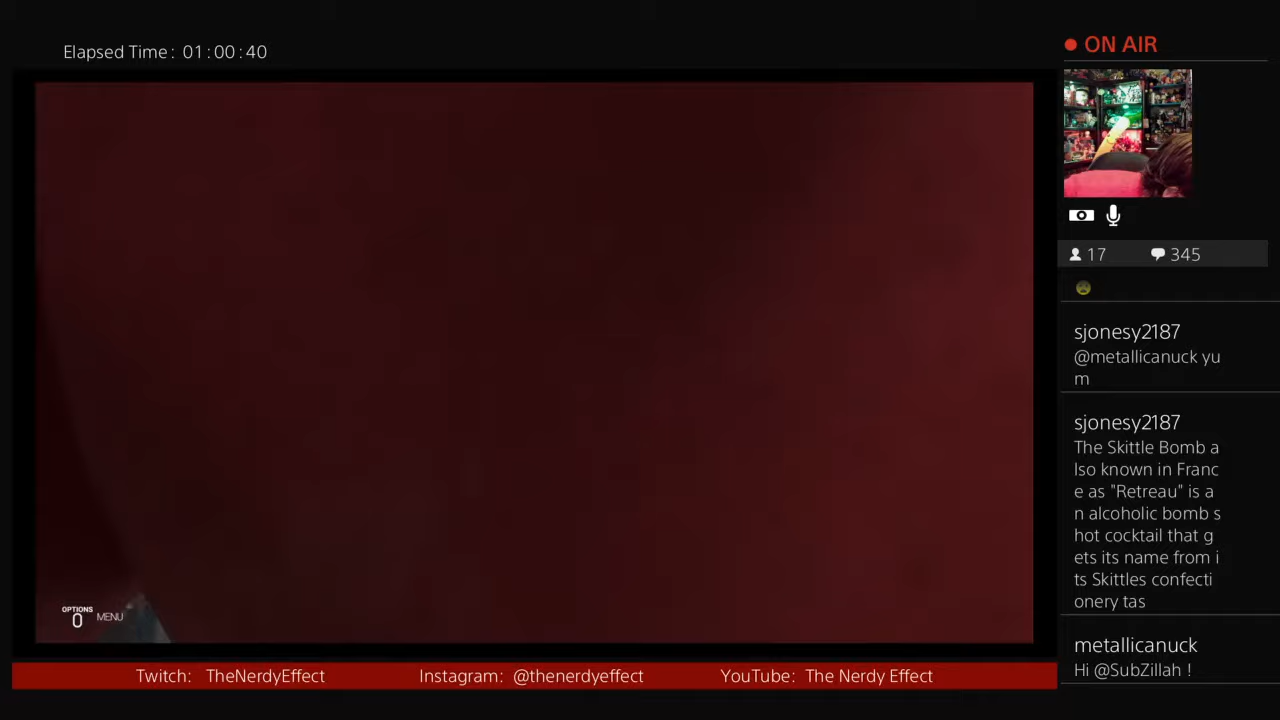 Elapsed Time: 01:00:40
ON AIR
17 345
sjonesy2187
@metallicanuck yu
m
sjonesy2187
The Skittle Bomb a
lso known in Franc
e as "Retreau" is a
n alcoholic bomb s
hot cocktail that g
ets its name from i
ts Skittles confecti
onery tas
metallicanuck
Hi @SubZillah !
OPTIONS
MENU
Twitch: TheNerdyEffect Instagram: @thenerdyeffect YouTube: The Nerdy Effect